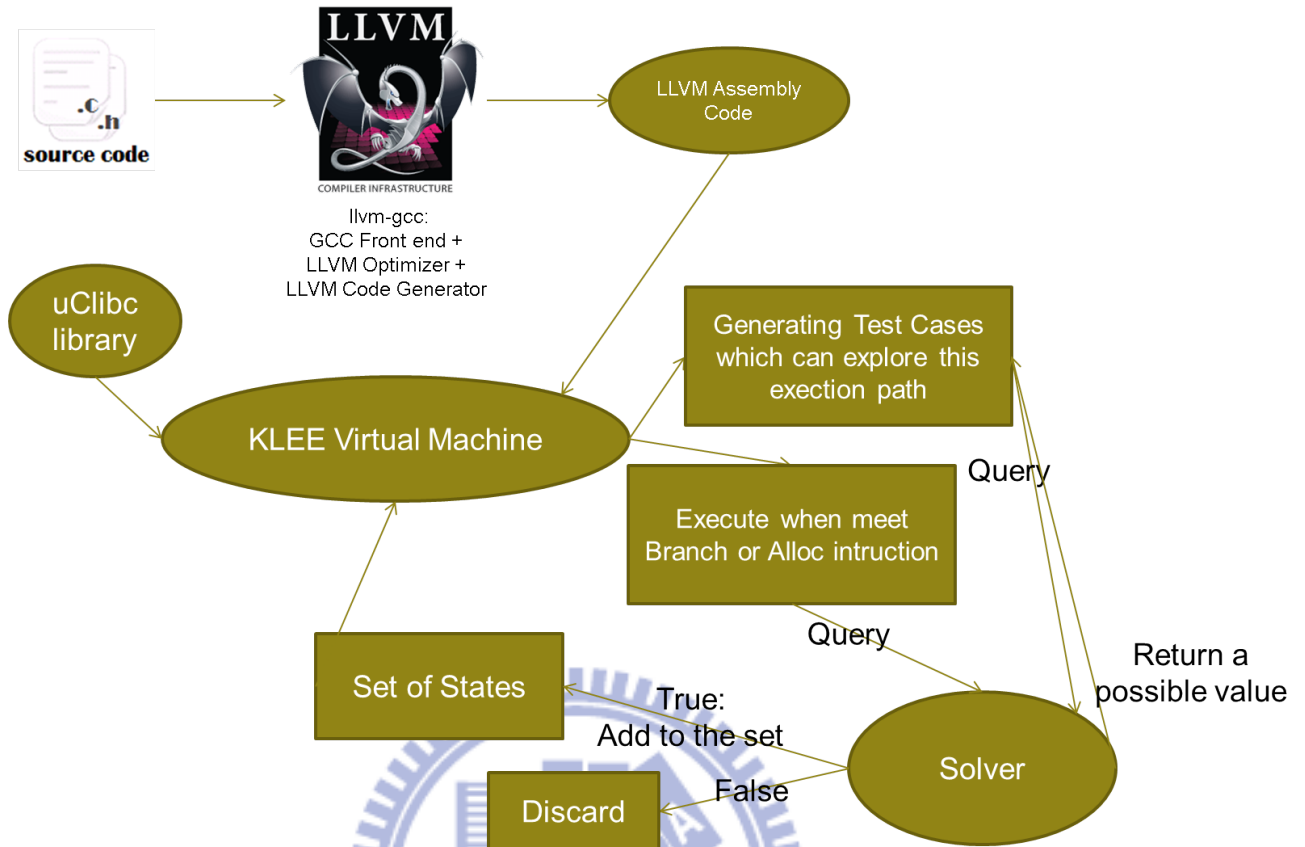 .c
.h
source code
LLVM
COMPILER INFRASTRUCTURE
llvm-gcc:
GCC Front end +
LLVM Optimizer +
LLVM Code Generator
LLVM Assembly
Code
uClibc
library
KLEE Virtual Machine
Generating Test Cases
which can explore this
exection path
Query
Execute when meet
Branch or Alloc intruction
Query
Return a
possible value
Set of States
True:
Add to the set
Solver
False
Discard
A